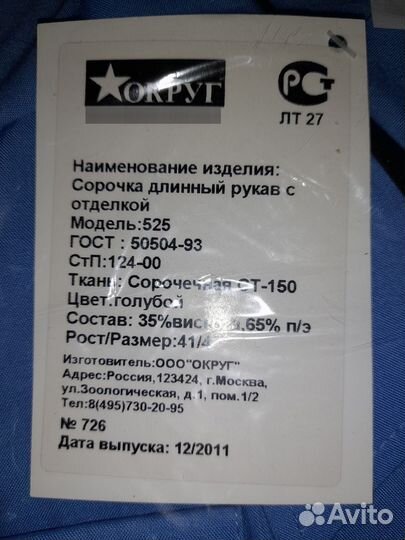 ОКРУГ
РСТ
ЛТ 27
Наименование изделия:
Сорочка длинный рукав с
отделкой
Модель:525
ГОСТ : 50504-93
СтП:124-00
Ткань: Сорочечная СТ-150
Цвет:голубой
Состав: 35% 65% п/э
Рост/Размер:41/4
Изготовитель:ООО"ОКРУГ"
Адрес:Россия,123424, г.Москва,
ул.Зоологическая, д.1, пом.1/2
Тел:8(495)730-20-95
№ 726
Дата выпуска: 12/2011
Avito